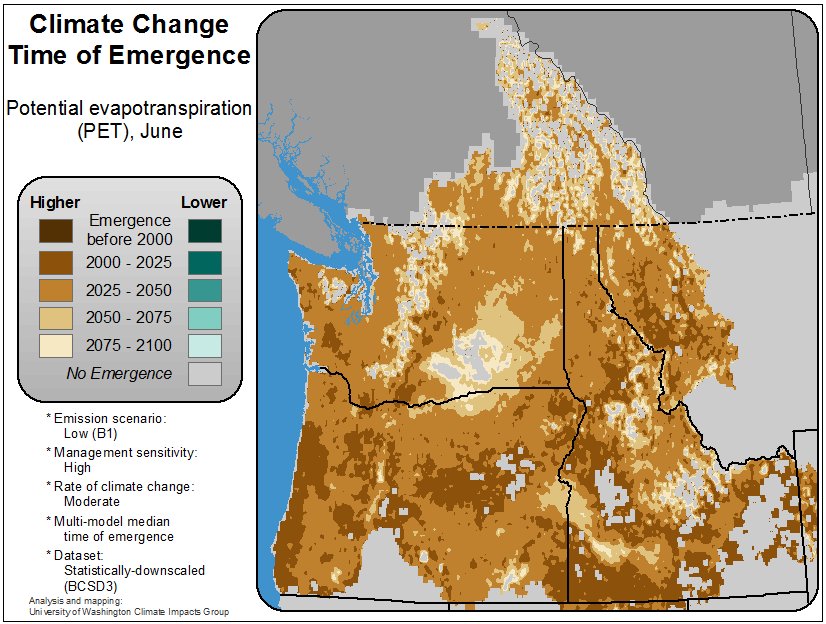 Climate Change
Time of Emergence
Potential evapotranspiration
(PET), June
Higher Lower
Emergence
before 2000
2000 - 2025
2025 - 2050
2050 - 2075
2075 - 2100
No Emergence
* Emission scenario:
Low (B1)
* Management sensitivity:
High
* Rate of climate change:
Moderate
* Multi-model median
time of emergence
* Dataset:
Statistically-downscaled
(BCSD3)
Analysis and mapping:
University of Washington Climate Impacts Group